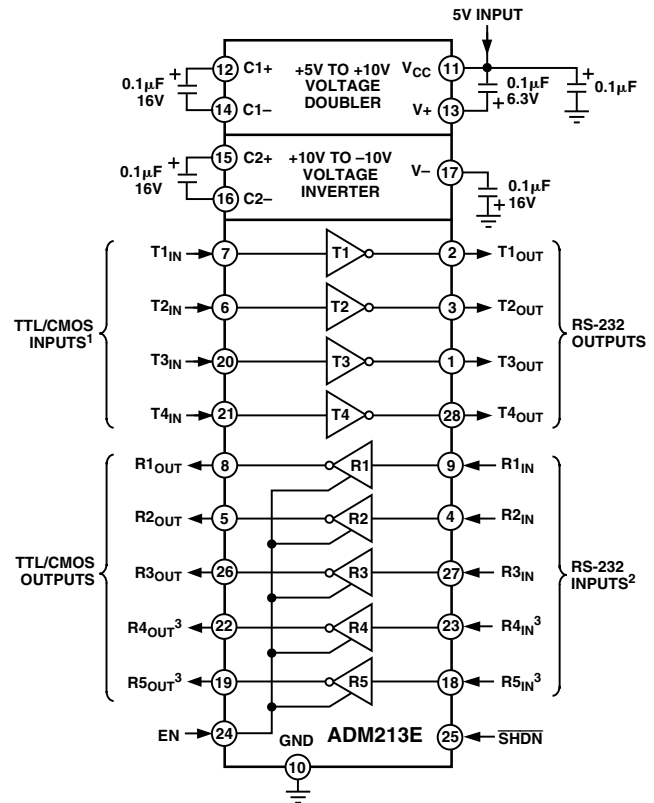 5V INPUT
0.1µF
16V
+
12 C1+
14 C1–
+5V TO +10V
VOLTAGE
DOUBLER
VCC 11
V+ 13
0.1µF
6.3V
+
+ 0.1µF
0.1µF
16V
+
15 C2+
16 C2–
+10V TO –10V
VOLTAGE
INVERTER
V– 17
0.1µF
+ 16V
TTL/CMOS
INPUTS1
T1IN 7 T1 2 T1OUT
T2IN 6 T2 3 T2OUT
T3IN 20 T3 1 T3OUT
T4IN 21 T4 28 T4OUT
RS-232
OUTPUTS
TTL/CMOS
OUTPUTS
R1OUT 8 R1 9 R1IN
R2OUT 5 R2 4 R2IN
R3OUT 26 R3 27 R3IN
R4OUT3 22 R4 23 R4IN3
R5OUT3 19 R5 18 R5IN3
RS-232
INPUTS2
EN 24
GND
10
ADM213E
25 SHDN